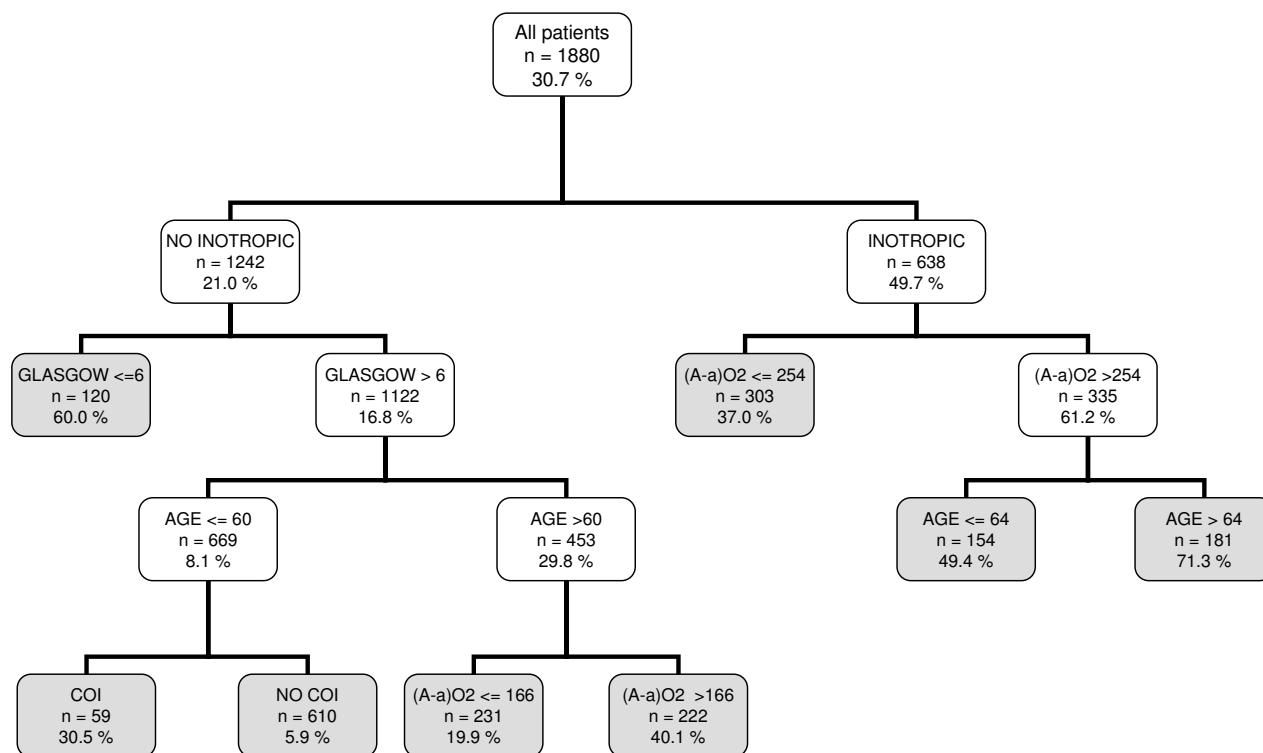 All patients
n = 1880
30.7 %
NO INOTROPIC
n = 1242
21.0 %
INOTROPIC
n = 638
49.7 %
GLASGOW <=6
n = 120
60.0 %
GLASGOW > 6
n = 1122
16.8 %
(A-a)O2 <= 254
n = 303
37.0 %
(A-a)O2 >254
n = 335
61.2 %
AGE <= 60
n = 669
8.1 %
AGE >60
n = 453
29.8 %
AGE <= 64
n = 154
49.4 %
AGE > 64
n = 181
71.3 %
COI
n = 59
30.5 %
NO COI
n = 610
5.9 %
(A-a)O2 <= 166
n = 231
19.9 %
(A-a)O2 >166
n = 222
40.1 %